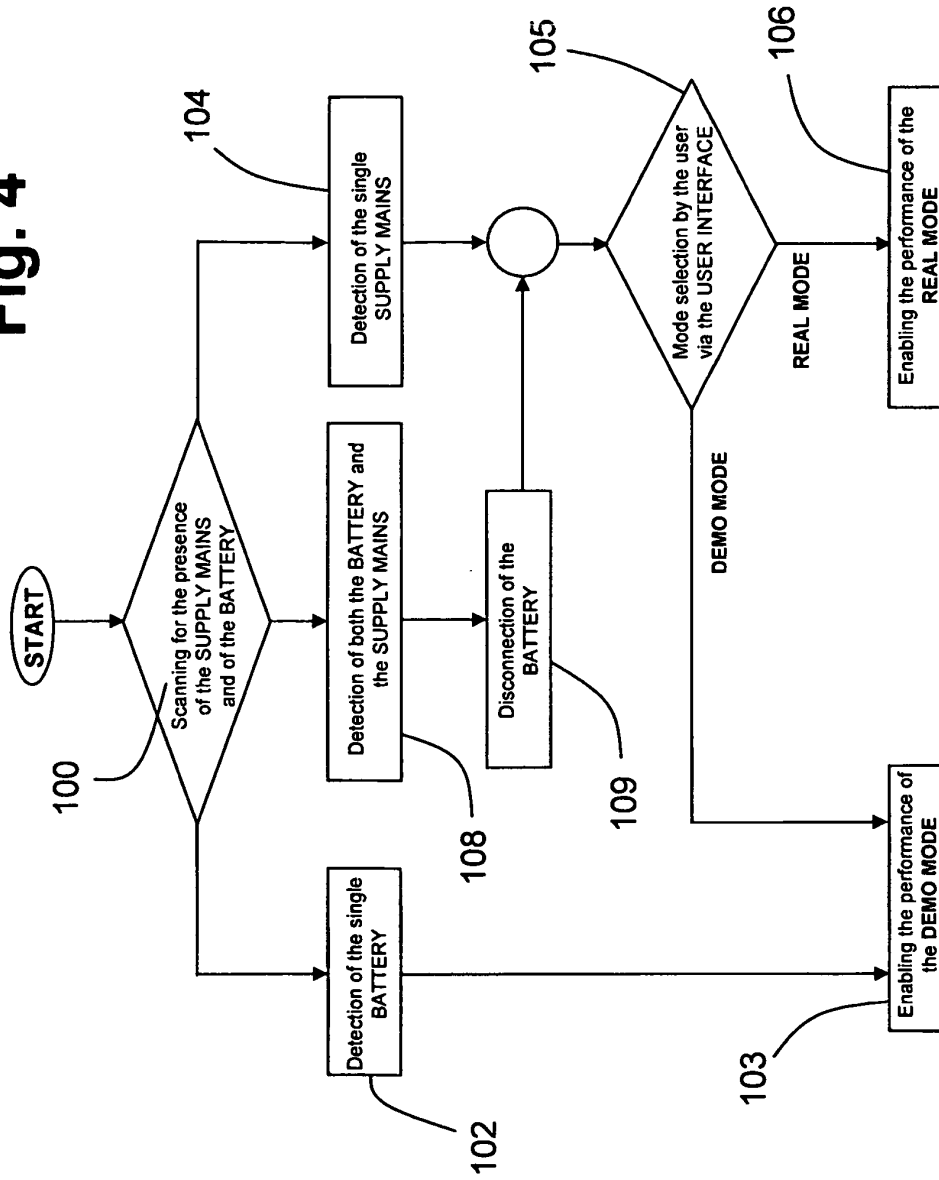 Fig. 4
START
100
Scanning for the presence
of the SUPPLY MAINS
and of the BATTERY
104
Detection of the single
BATTERY
102
Detection of both the BATTERY and
the SUPPLY MAINS
108
Detection of the single
SUPPLY MAINS
Disconnection of the
BATTERY
109
105
Mode selection by the user
via the USER INTERFACE
DEMO MODE
REAL MODE
106
103
Enabling the performance of
the DEMO MODE
Enabling the performance of the
REAL MODE